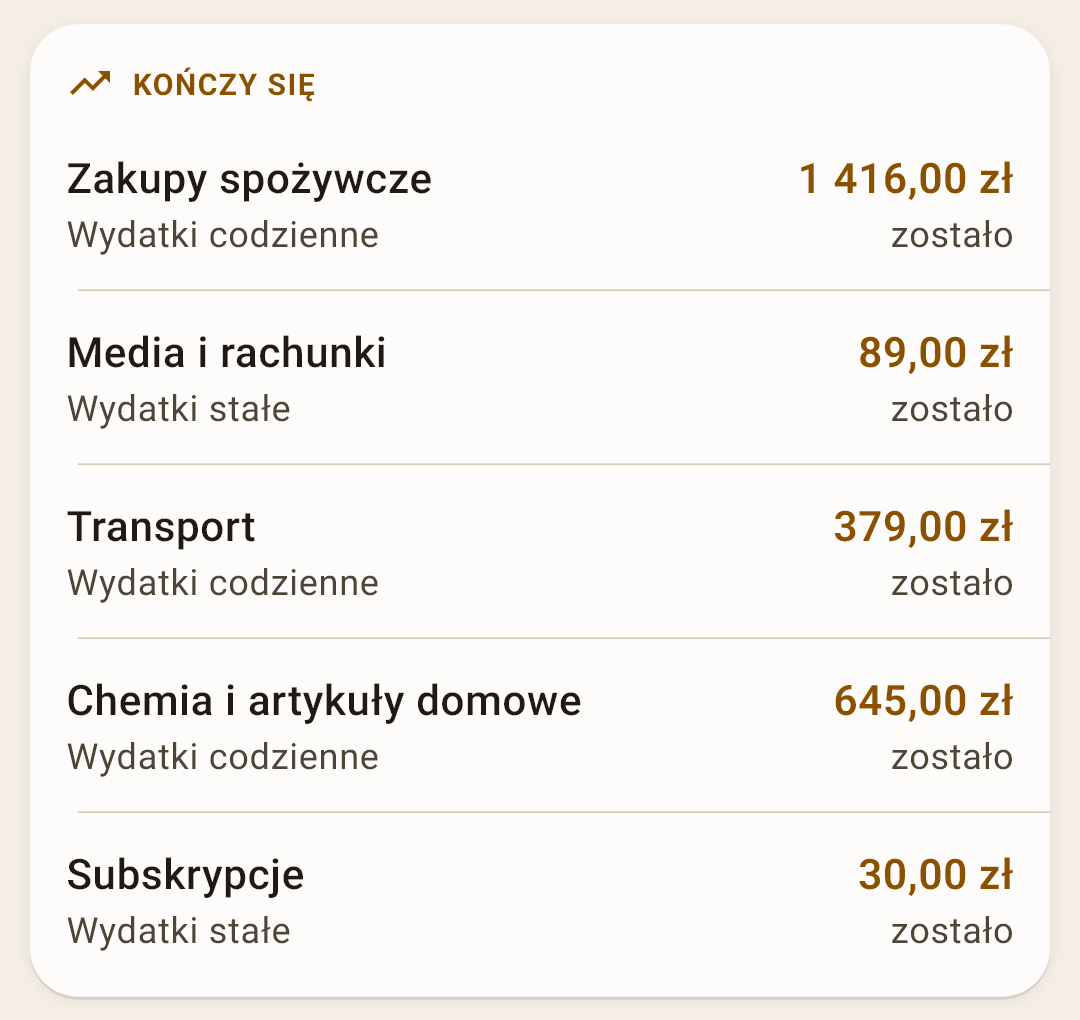 KOŃCZY SIĘ
Zakupy spożywcze 1 416,00 zł
Wydatki codzienne zostało
Media i rachunki 89,00 zł
Wydatki stałe zostało
Transport 379,00 zł
Wydatki codzienne zostało
Chemia i artykuły domowe 645,00 zł
Wydatki codzienne zostało
Subskrypcje 30,00 zł
Wydatki stałe zostało